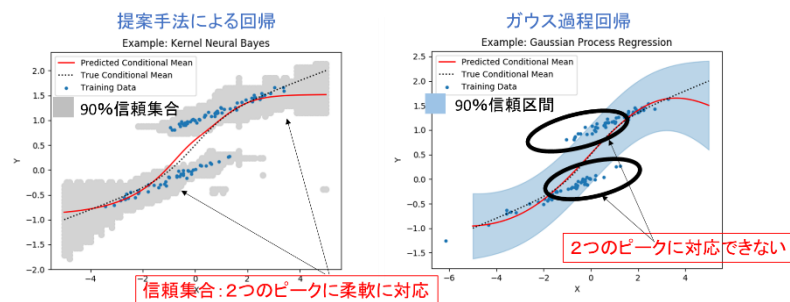 提案手法による回帰
Example: Kernel Neural Bayes
Predicted Conditional Mean
True Conditional Mean
Training Data
90%信頼集合
Y
2.0
1.5
1.0
0.5
0.0
-0.5
-1.0
-1.5
-2.0
-4
-2
0
2
4
X
信頼集合:2つのピークに柔軟に対応
ガウス過程回帰
Example: Gaussian Process Regression
Predicted Conditional Mean
True Conditional Mean
Training Data
90%信頼区間
Y
2.5
2.0
1.5
1.0
0.5
0.0
-0.5
-1.0
-1.5
-6
-4
-2
0
2
4
X
2つのピークに対応できない